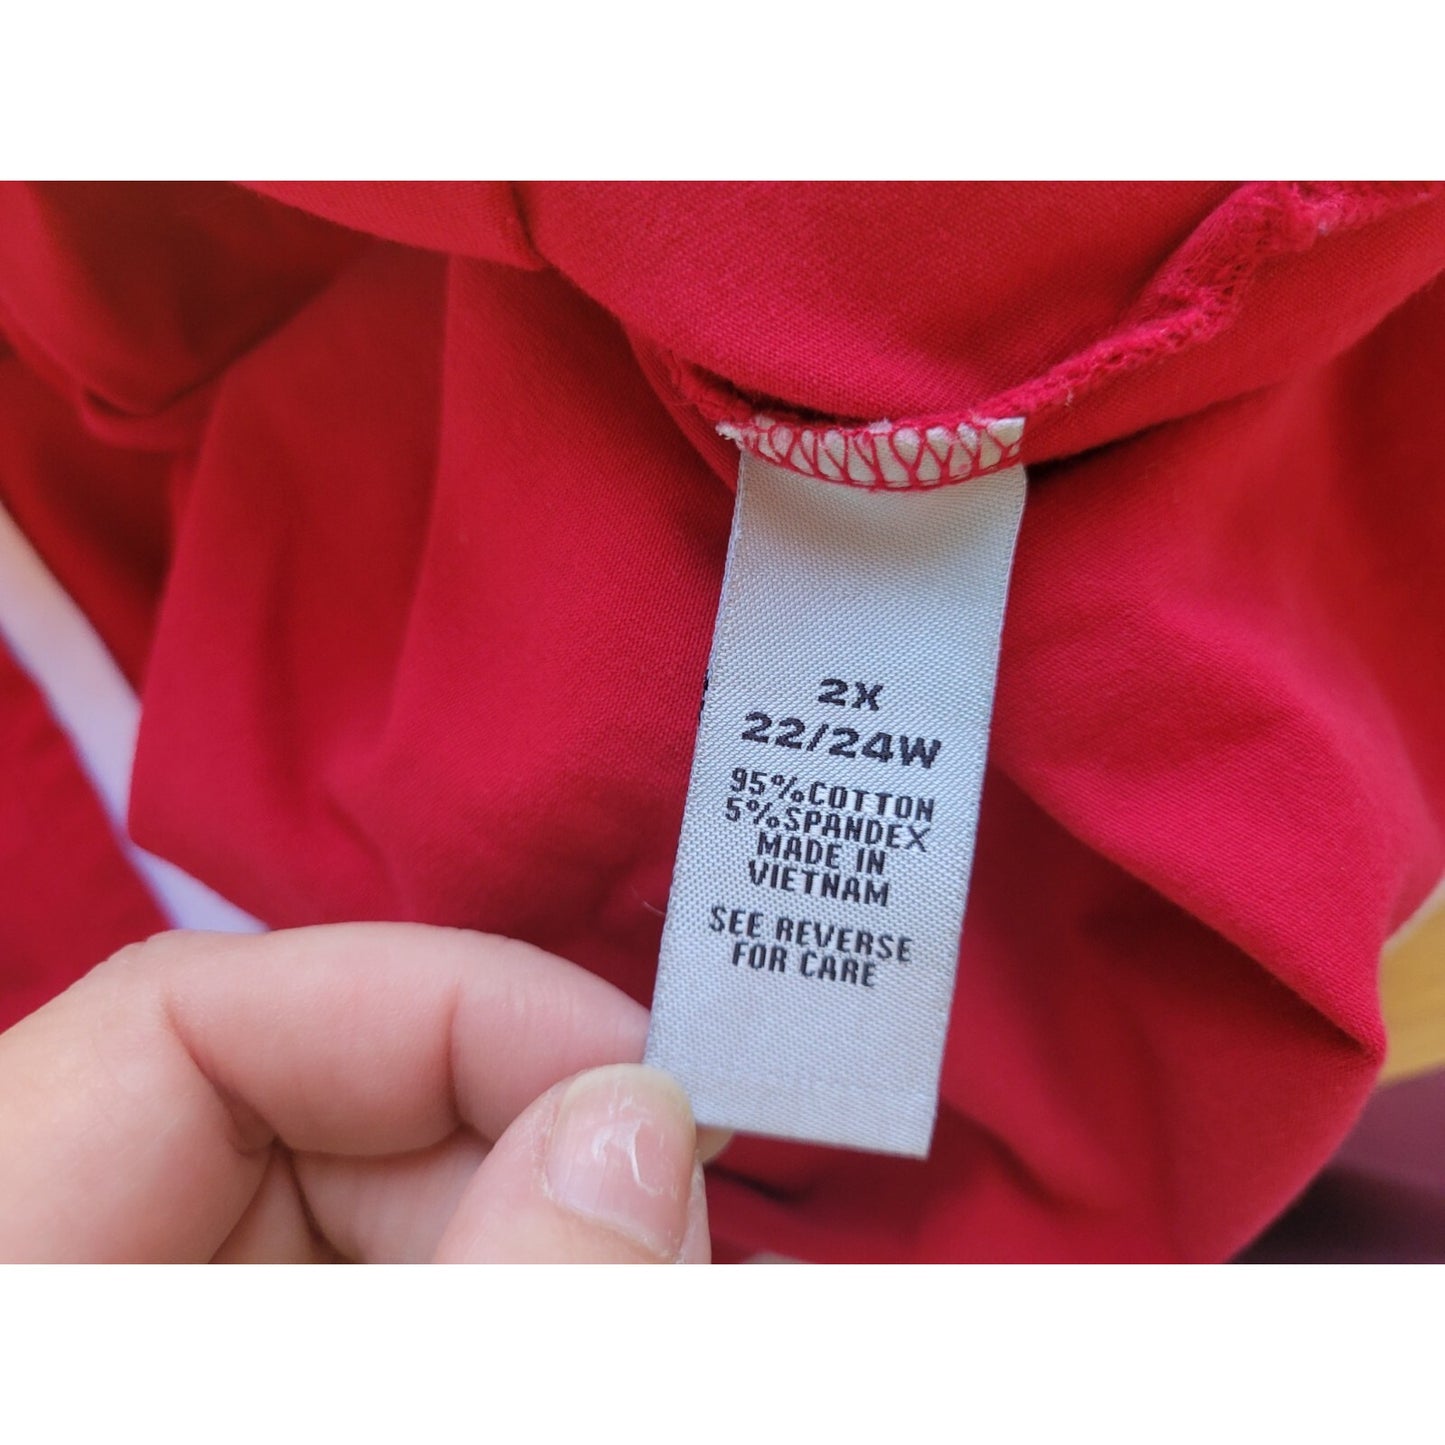 2X
22/24W
95%COTTON
5%SPANDEX
MADE IN
VIETNAM
SEE REVERSE
FOR CARE